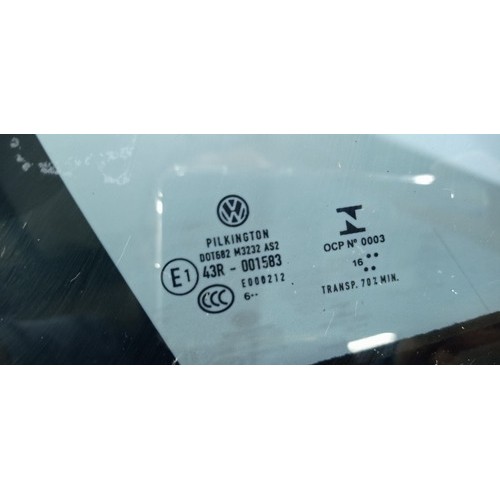 PILKINGTON
DOT682 M3232 AS2
E1 43R - 001583
E000212
CCC 6··
OCP Nº 0003
16
TRANSP. 70% MIN.